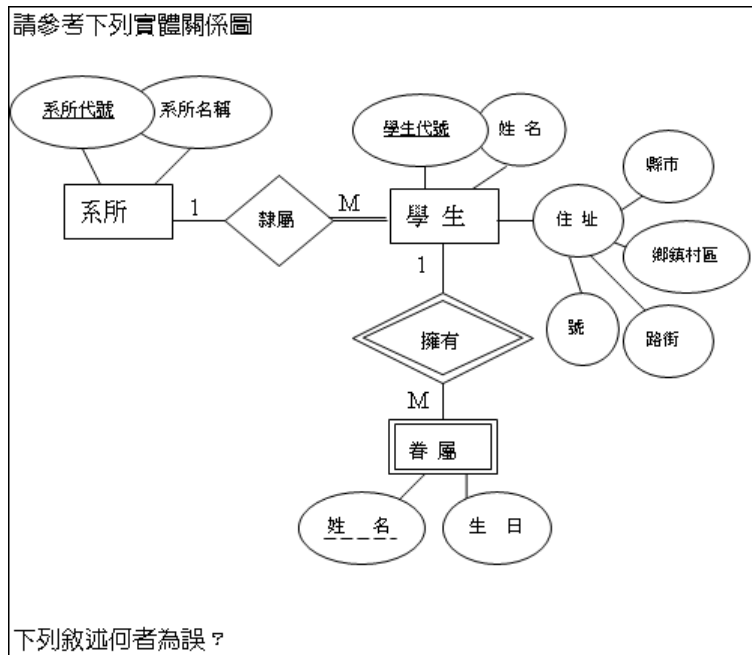 請參考下列實體關係圖
系所代號 系所名稱
學生代號 姓 名
縣市
系所 1 隸屬 M 學 生 住 址
鄉鎮村區
1
號 路街
擁有
M
眷 屬
姓 名 生 日
下列敘述何者為誤？